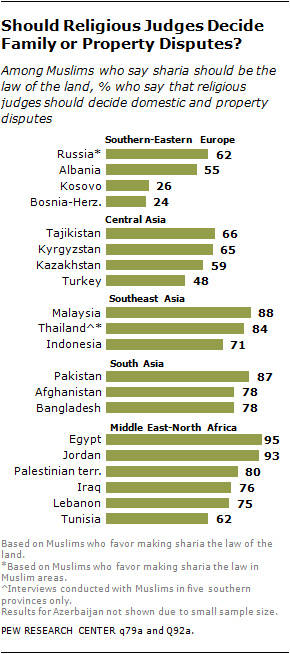 Should Religious Judges Decide
Family or Property Disputes?
Among Muslims who say sharia should be the
law of the land, % who say that religious
judges should decide domestic and property
disputes
Southern-Eastern Europe
Russia* 62
Albania 55
Kosovo 26
Bosnia-Herz. 24
Central Asia
Tajikistan 66
Kyrgyzstan 65
Kazakhstan 59
Turkey 48
Southeast Asia
Malaysia 88
Thailand^* 84
Indonesia 71
South Asia
Pakistan 87
Afghanistan 78
Bangladesh 78
Middle East-North Africa
Egypt 95
Jordan 93
Palestinian terr. 80
Iraq 76
Lebanon 75
Tunisia 62
Based on Muslims who favor making sharia the law of the
land.
*Based on Muslims who favor making sharia the law in
Muslim areas.
^Interviews conducted with Muslims in five southern
provinces only.
Results for Azerbaijan not shown due to small sample size.
PEW RESEARCH CENTER q79a and Q92a.